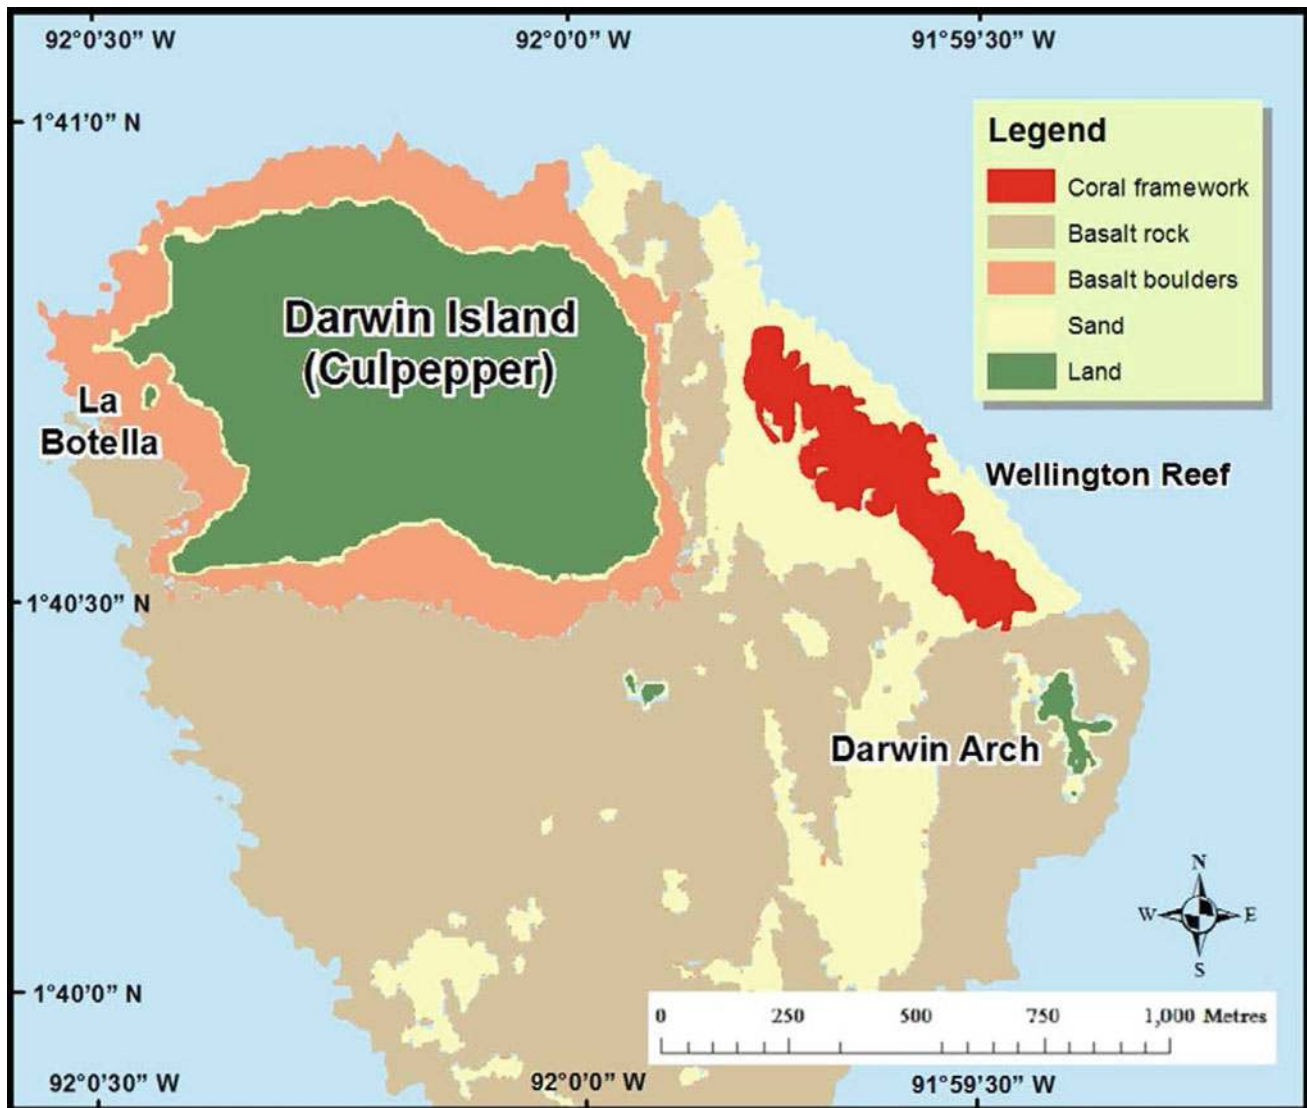 92°0'30” W
92°0'0” W
91°59'30” W
1°41'0” N
Legend
Coral framework
Basalt rock
Basalt boulders
Sand
Land
Darwin Island
(Culpepper)
La
Botella
Wellington Reef
1°40'30” N
Darwin Arch
N
W
E
S
1°40'0” N
0 250 500 750 1,000 Metres
92°0'30” W
92°0'0” W
91°59'30” W